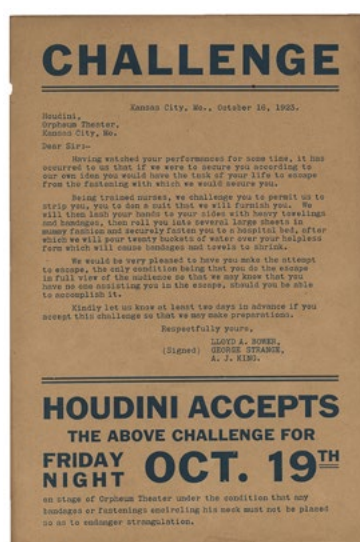 CHALLENGE
Kansas City, Mo., October 16, 1923.
Houdini,
Orpheum Theater,
Kansas City, Mo.
Dear Sir:-
Having watched your performances for some time, it has
occurred to us that if we were to secure you according to
our own idea you would have the task of your life to escape
from the fastening with which we would secure you.
Being trained nurses, we challenge you to permit us to
strip you, you to don a suit that we will furnish you. We
will then lash your hands to your sides with heavy towelings
and bandages, then roll you into several large sheets in
mummy fashion and securely fasten you to a hospital bed, after
which we will pour twenty buckets of water over your helpless
form which will cause bandages and towels to shrink.
We would be very pleased to have you make the attempt
to escape, the only condition being that you do the escape
in full view of the audience so that we may know that you
have no one assisting you in the escape, should you be able
to accomplish it.
Kindly let us know at least two days in advance if you
accept this challenge so that we may make preparations.
Respectfully yours,
LLOYD A. BOWER,
(Signed) GEORGE STRANGE,
A. J. KING.
HOUDINI ACCEPTS
THE ABOVE CHALLENGE FOR
FRIDAY NIGHT OCT. 19TH
on stage of Orpheum Theater under the condition that any
bandages or fastenings encircling his neck must not be placed
so as to endanger strangulation.